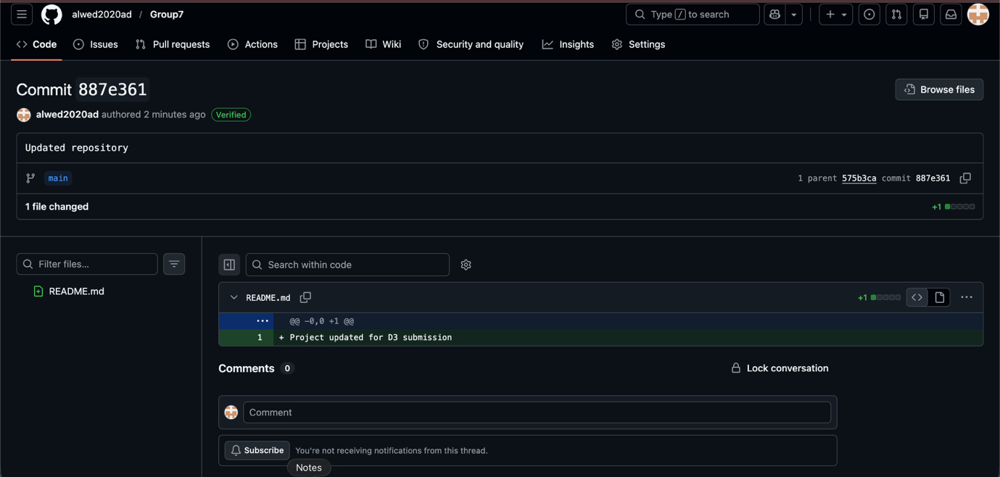 alwed2020ad / Group7
Type / to search
Code Issues Pull requests Actions Projects Wiki Security and quality Insights Settings
Commit 887e361
Browse files
alwed2020ad authored 2 minutes ago Verified
Updated repository
main
1 parent 575b3ca commit 887e361
1 file changed
+1
Filter files...
Search within code
README.md
README.md
+1
@@ -0,0 +1 @@
1 + Project updated for D3 submission
Comments 0
Lock conversation
Comment
Subscribe You're not receiving notifications from this thread.
Notes